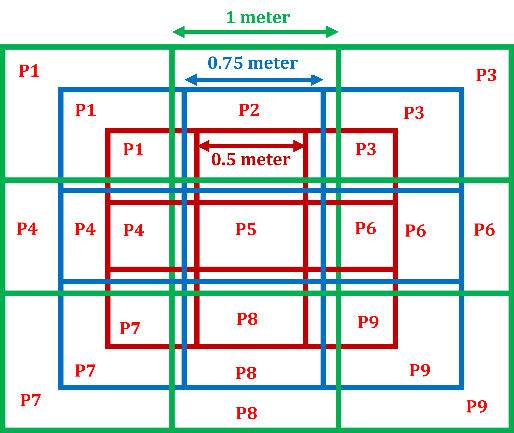 1 meter
P1
P3
0.75 meter
P1
P2
P3
P1
0.5 meter
P3
P4
P4
P4
P5
P6
P6
P6
P7
P8
P9
P7
P8
P9
P7
P8
P9